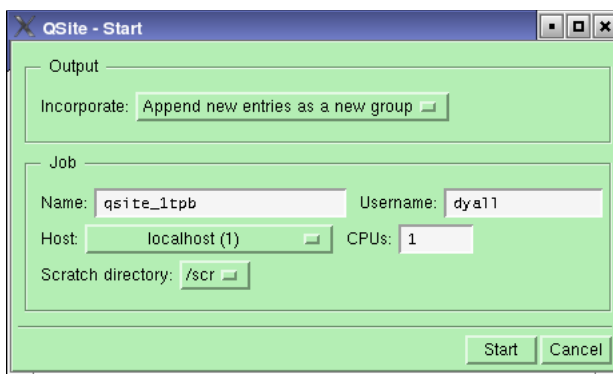 QSite - Start
Output
Incorporate: Append new entries as a new group
Job
Name: qsite_1tpb Username: dyall
Host: localhost (1) CPUs: 1
Scratch directory: /scr
Start Cancel